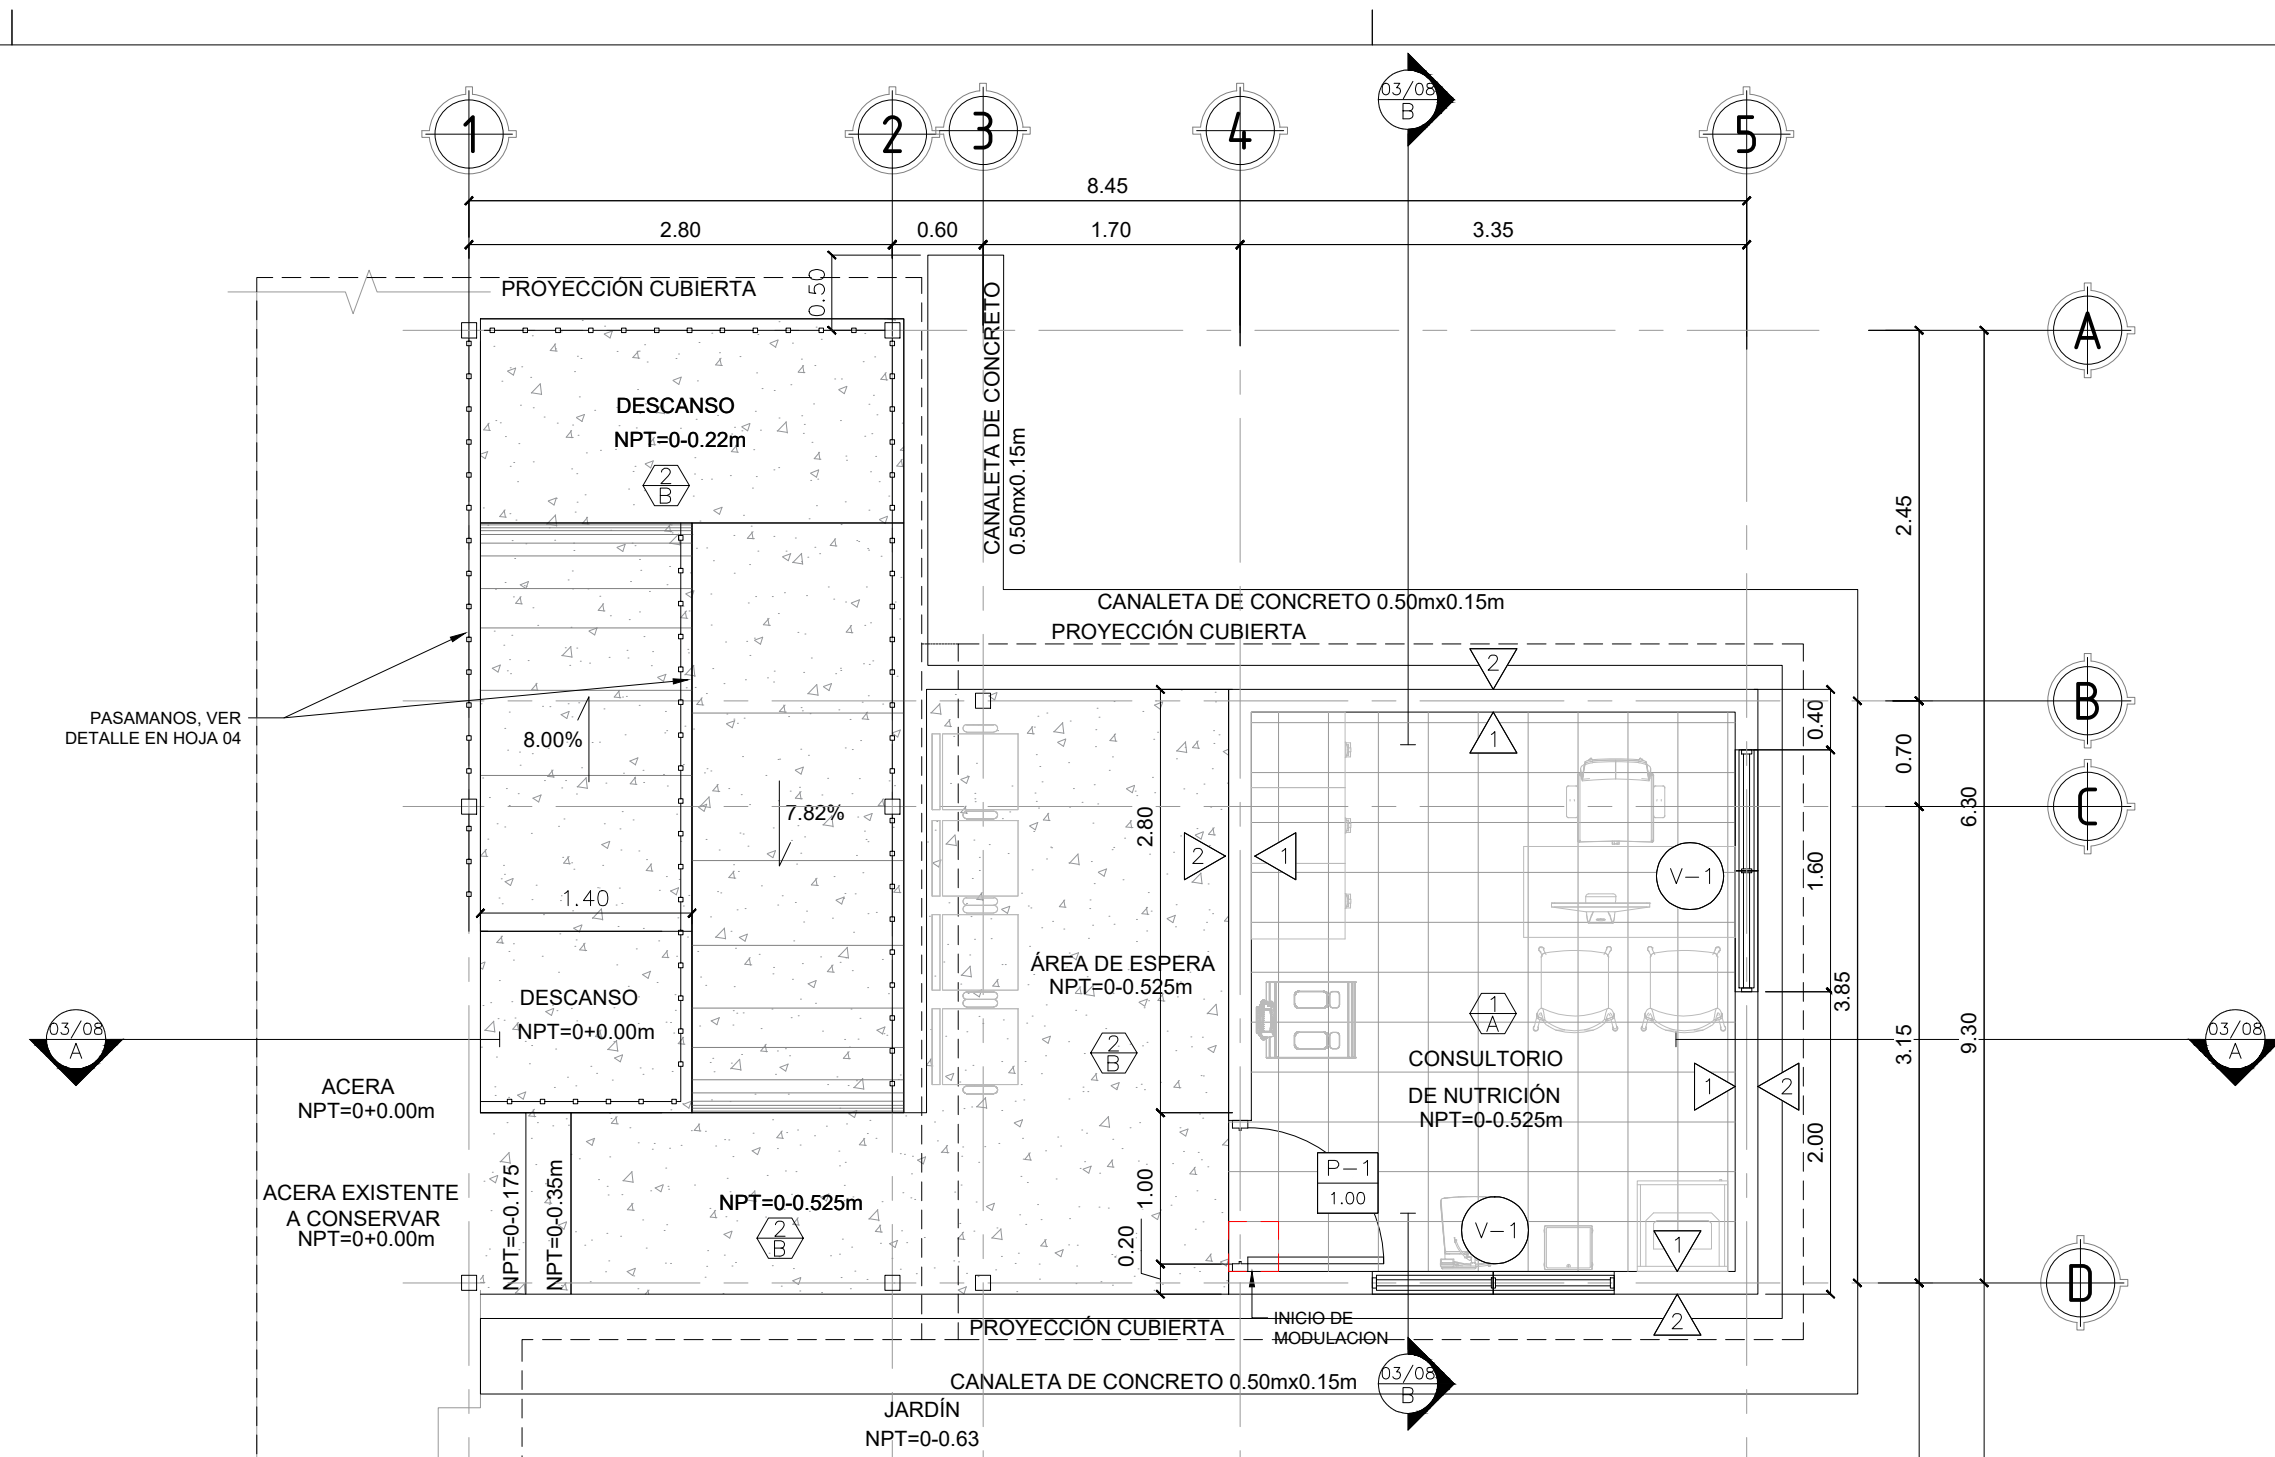 1
2
3
4
5
03/08
B
8.45
2.80
0.60
1.70
3.35
PROYECCIÓN CUBIERTA
0.50
CANALETA DE CONCRETO
0.50mx0.15m
A
DESCANSO
NPT=0-0.22m
2
B
2.45
CANALETA DE CONCRETO 0.50mx0.15m
PROYECCIÓN CUBIERTA
2
B
0.40
PASAMANOS, VER
DETALLE EN HOJA 04
8.00%
1
0.70
6.30
C
7.82%
2.80
2
1
V-1
1.60
1.40
ÁREA DE ESPERA
NPT=0-0.525m
DESCANSO
NPT=0+0.00m
3.85
03/08
A
1
A
3.15
9.30
03/08
A
2
B
CONSULTORIO
DE NUTRICIÓN
NPT=0-0.525m
1
2
ACERA
NPT=0+0.00m
2.00
ACERA EXISTENTE
A CONSERVAR
NPT=0+0.00m
NPT=0-0.175
NPT=0-0.35m
NPT=0-0.525m
2
B
1.00
0.20
P-1
1.00
V-1
1
D
2
INICIO DE
MODULACION
PROYECCIÓN CUBIERTA
CANALETA DE CONCRETO 0.50mx0.15m
03/08
B
JARDÍN
NPT=0-0.63